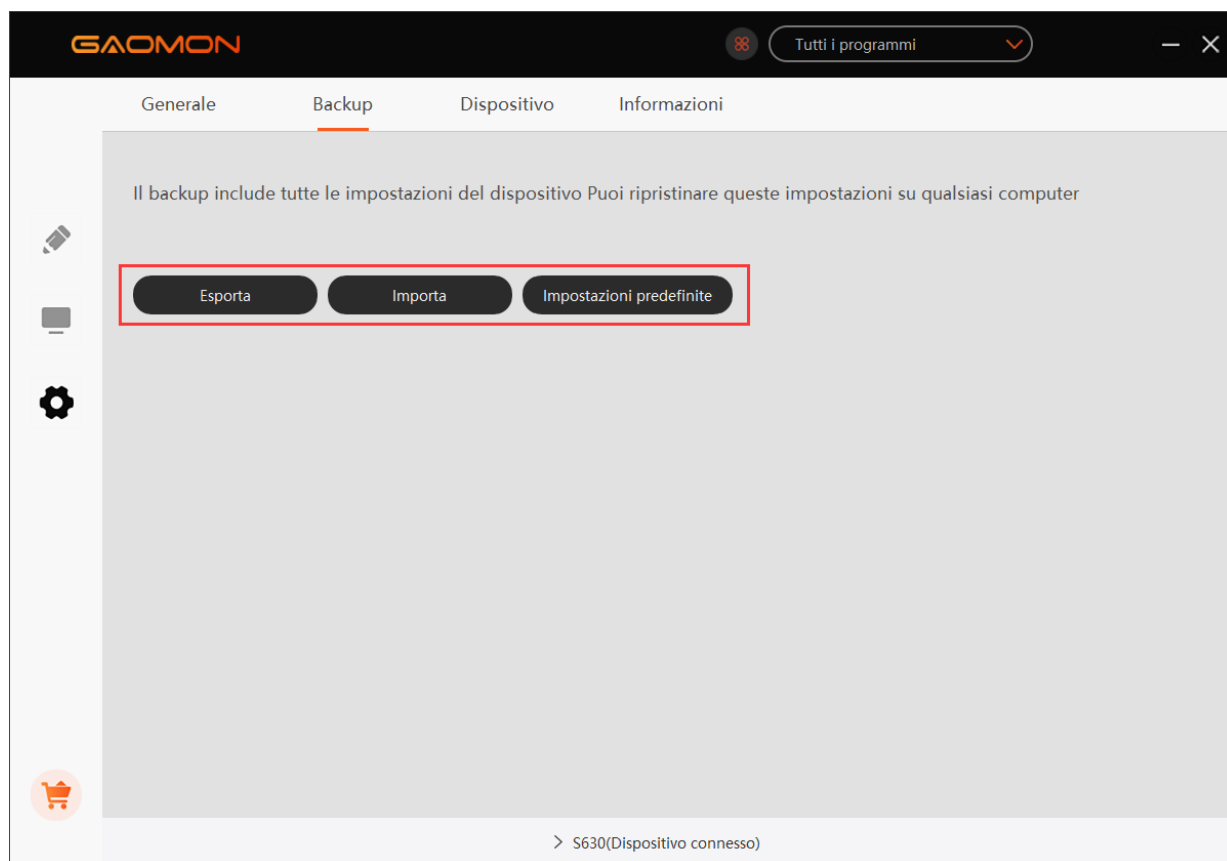 GAOMON
Tutti i programmi
Generale Backup Dispositivo Informazioni
Il backup include tutte le impostazioni del dispositivo Puoi ripristinare queste impostazioni su qualsiasi computer
Esporta Importa Impostazioni predefinite
S630(Dispositivo connesso)